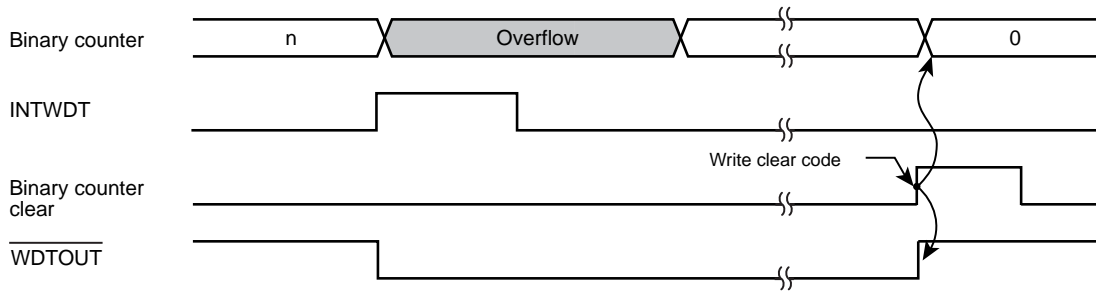 Binary counter n Overflow 0
INTWDT
Write clear code
Binary counter
clear
WDTOUT